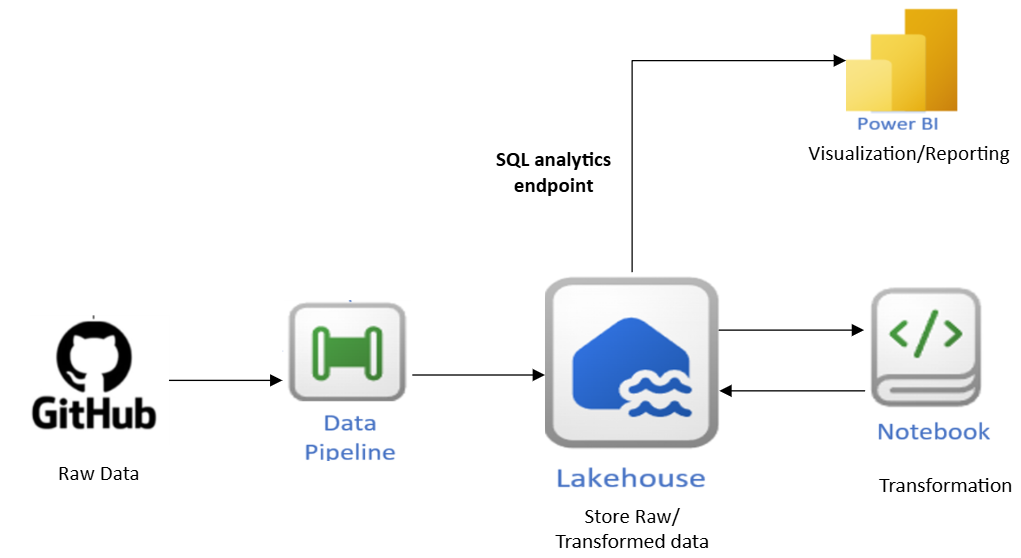 Power BI
Visualization/Reporting
SQL analytics
endpoint
GitHub
Raw Data
Data
Pipeline
Lakehouse
Store Raw/
Transformed data
</>
Notebook
Transformation